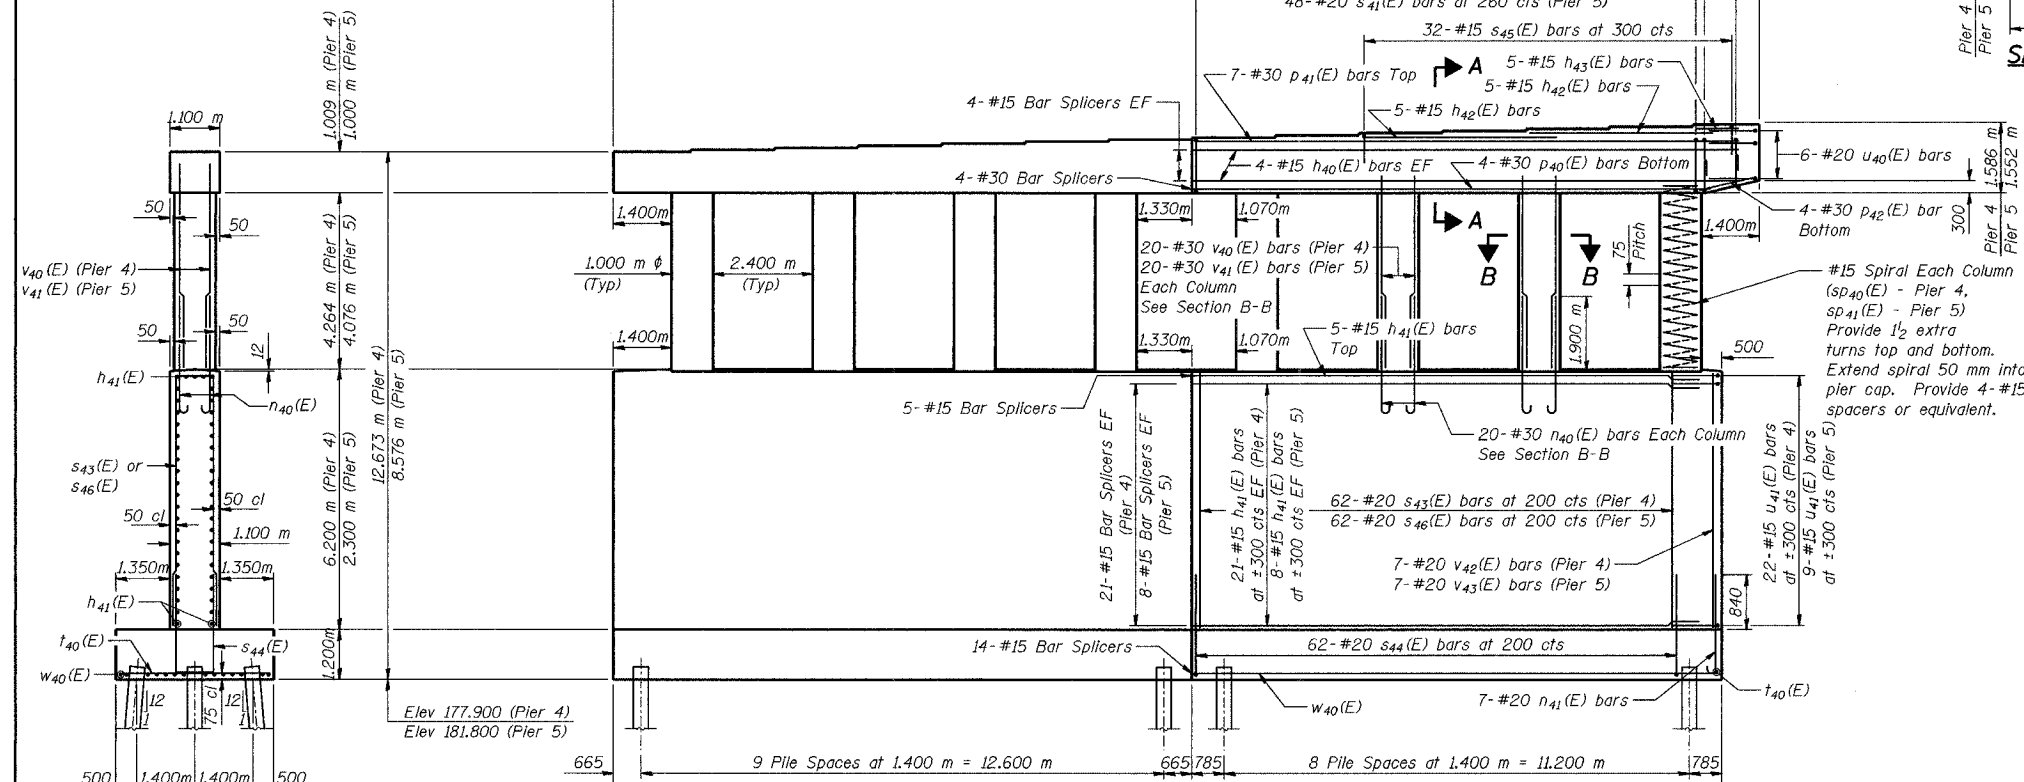 48-#20 s41(E) bars at 260 cts (Pier 5)
32-#15 s45(E) bars at 300 cts
7-#30 p41(E) bars Top
A
5-#15 h43(E) bars
5-#15 h42(E) bars
4-#15 Bar Splicers EF
5-#15 h42(E) bars
Pier 4
Pier 5
1.009 m (Pier 4)
1.000 m (Pier 5)
1.100 m
4-#15 h40(E) bars EF
4-#30 p40(E) bars Bottom
6-#20 u40(E) bars
1.586 m
1.552 m
Pier 4
Pier 5
4-#30 Bar Splicers
300
4-#30 p42(E) bar
Bottom
50
50
1.400m
1.330m
1.070m
A
1.400m
v40(E) (Pier 4)
v41(E) (Pier 5)
4.264 m (Pier 4)
4.076 m (Pier 5)
1.000 m ϕ
(Typ)
2.400 m
(Typ)
20-#30 v40(E) bars (Pier 4)
20-#30 v41(E) bars (Pier 5)
Each Column
See Section B-B
B
B
75
Pitch
#15 Spiral Each Column
(sp40(E) - Pier 4,
sp41(E) - Pier 5)
Provide 1½ extra
turns top and bottom.
Extend spiral 50 mm into
pier cap. Provide 4-#15
spacers or equivalent.
50
50
12
1.400m
1.330m
1.070m
5-#15 h41(E) bars
Top
1.900 m
500
h41(E)
n40(E)
12.673 m (Pier 4)
8.576 m (Pier 5)
5-#15 Bar Splicers
20-#30 n40(E) bars Each Column
See Section B-B
s43(E) or
s46(E)
50 cl
50 cl
1.100 m
6.200 m (Pier 4)
2.300 m (Pier 5)
21-#15 Bar Splicers EF
(Pier 4)
8-#15 Bar Splicers EF
(Pier 5)
21-#15 h41(E) bars
at ±300 cts EF (Pier 4)
8-#15 h41(E) bars
at ±300 cts EF (Pier 5)
62-#20 s43(E) bars at 200 cts (Pier 4)
62-#20 s46(E) bars at 200 cts (Pier 5)
7-#20 v42(E) bars (Pier 4)
7-#20 v43(E) bars (Pier 5)
22-#15 u41(E) bars
at ±300 cts (Pier 4)
9-#15 u41(E) bars
at ±300 cts (Pier 5)
1.350m
1.350m
h41(E)
840
t40(E)
s44(E)
1.200m
14-#15 Bar Splicers
62-#20 s44(E) bars at 200 cts
w40(E)
12
1
75 cl
12
1
Elev 177.900 (Pier 4)
Elev 181.800 (Pier 5)
w40(E)
7-#20 n41(E) bars
t40(E)
500
1.400m
1.400m
500
665
9 Pile Spaces at 1.400 m = 12.600 m
665
785
8 Pile Spaces at 1.400 m = 11.200 m
785